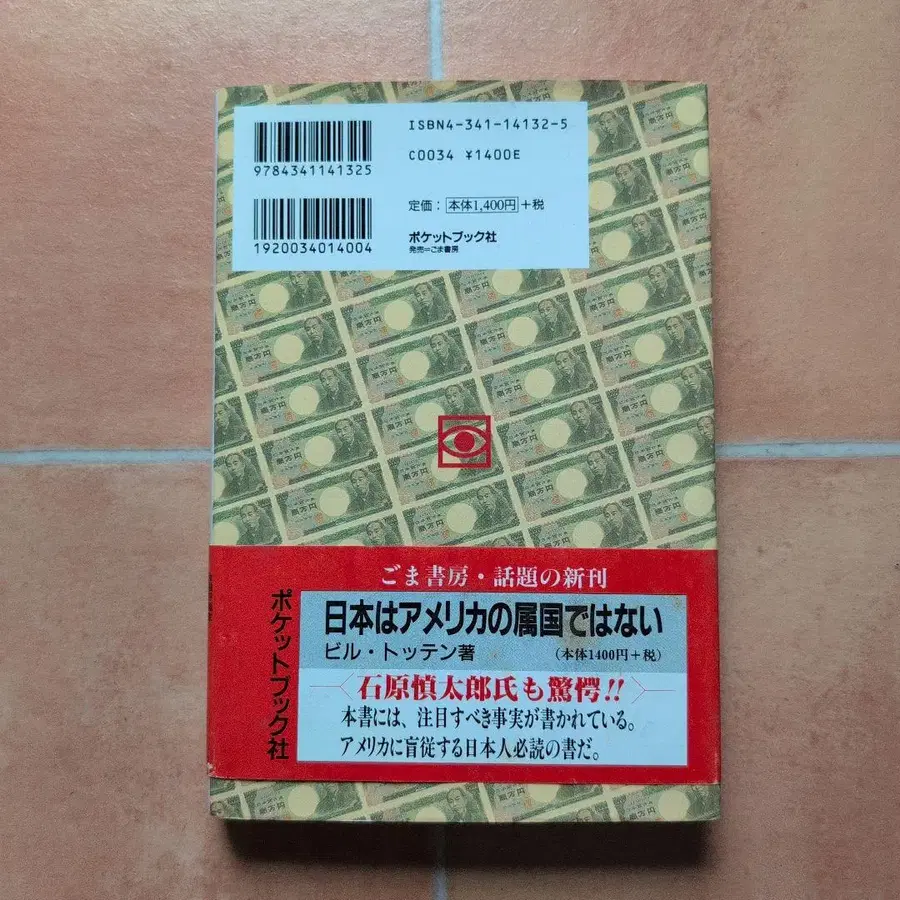 ISBN4-341-14132-5
C0034 ¥1400E
9784341141325
定価：本体1,400円+税
1920034014004
ポケットブック社
発売=ごま書房
ごま書房・話題の新刊
ポケットブック社
日本はアメリカの属国ではない
ビル・トッテン著 （本体1400円+税）
石原慎太郎氏も驚愕!!
本書には、注目すべき事実が書かれている。
アメリカに盲従する日本人必読の書だ。